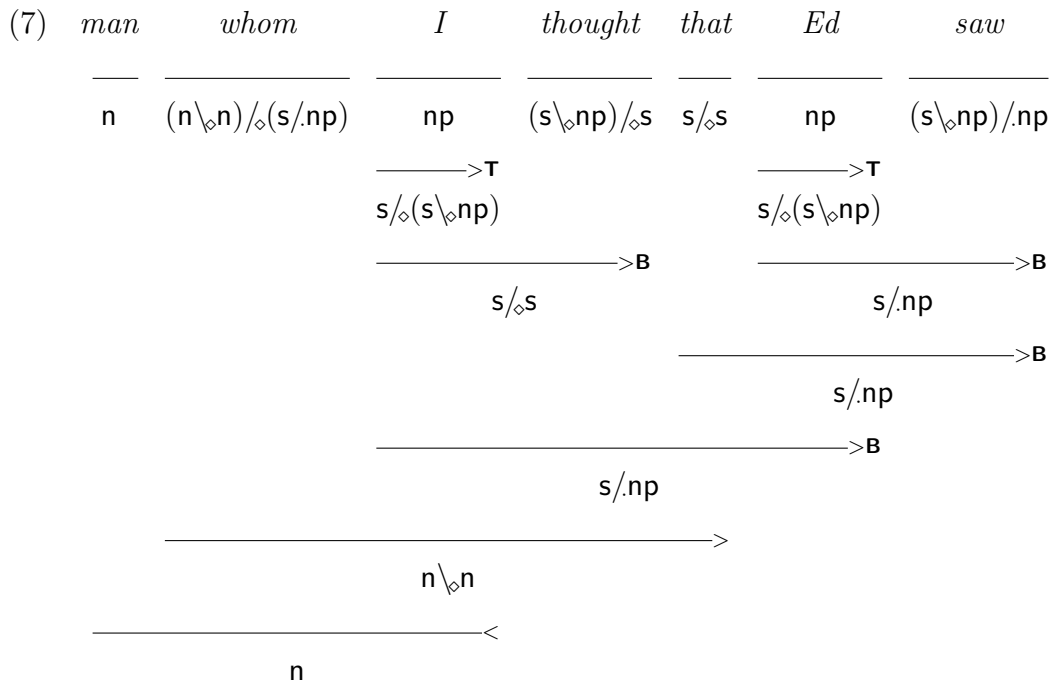 (7) man whom I thought that Ed saw
n (n\⋄n)/⋄(s/.np) np (s\⋄np)/⋄s s/⋄s np (s\⋄np)/.np
>T >T
s/⋄(s\⋄np) s/⋄(s\⋄np)
>B >B
s/⋄s s/.np
>B
s/.np
>B
s/.np
>
n\⋄n
<
n